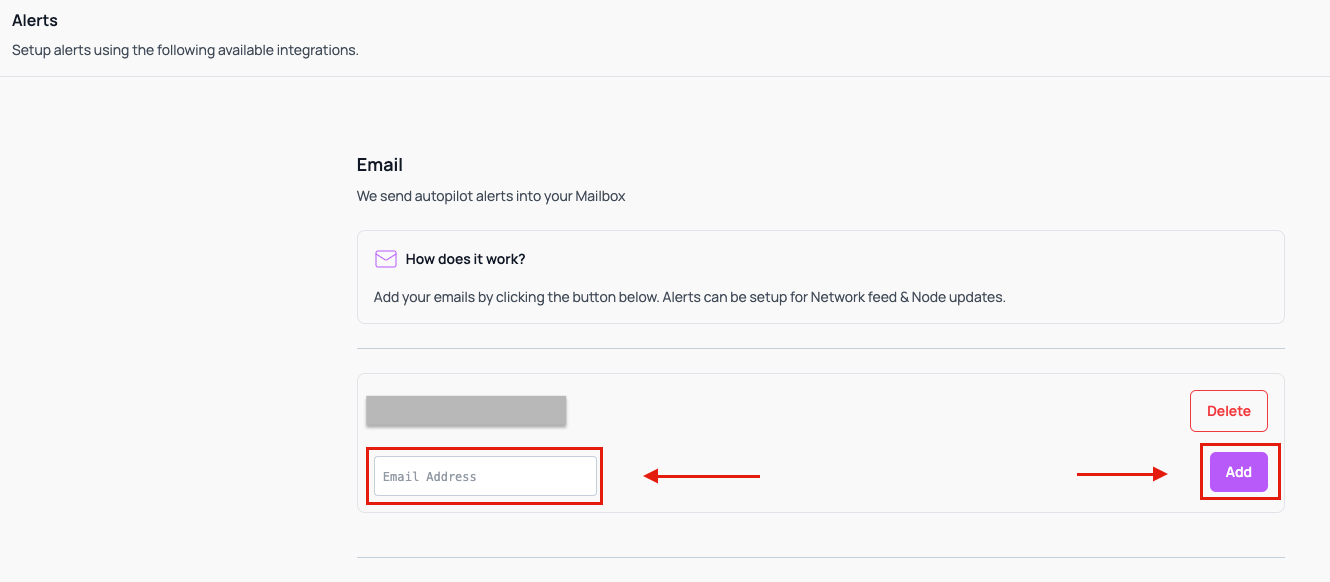 Alerts
Setup alerts using the following available integrations.
Email
We send autopilot alerts into your Mailbox
How does it work?
Add your emails by clicking the button below. Alerts can be setup for Network feed & Node updates.
Delete
Email Address
Add